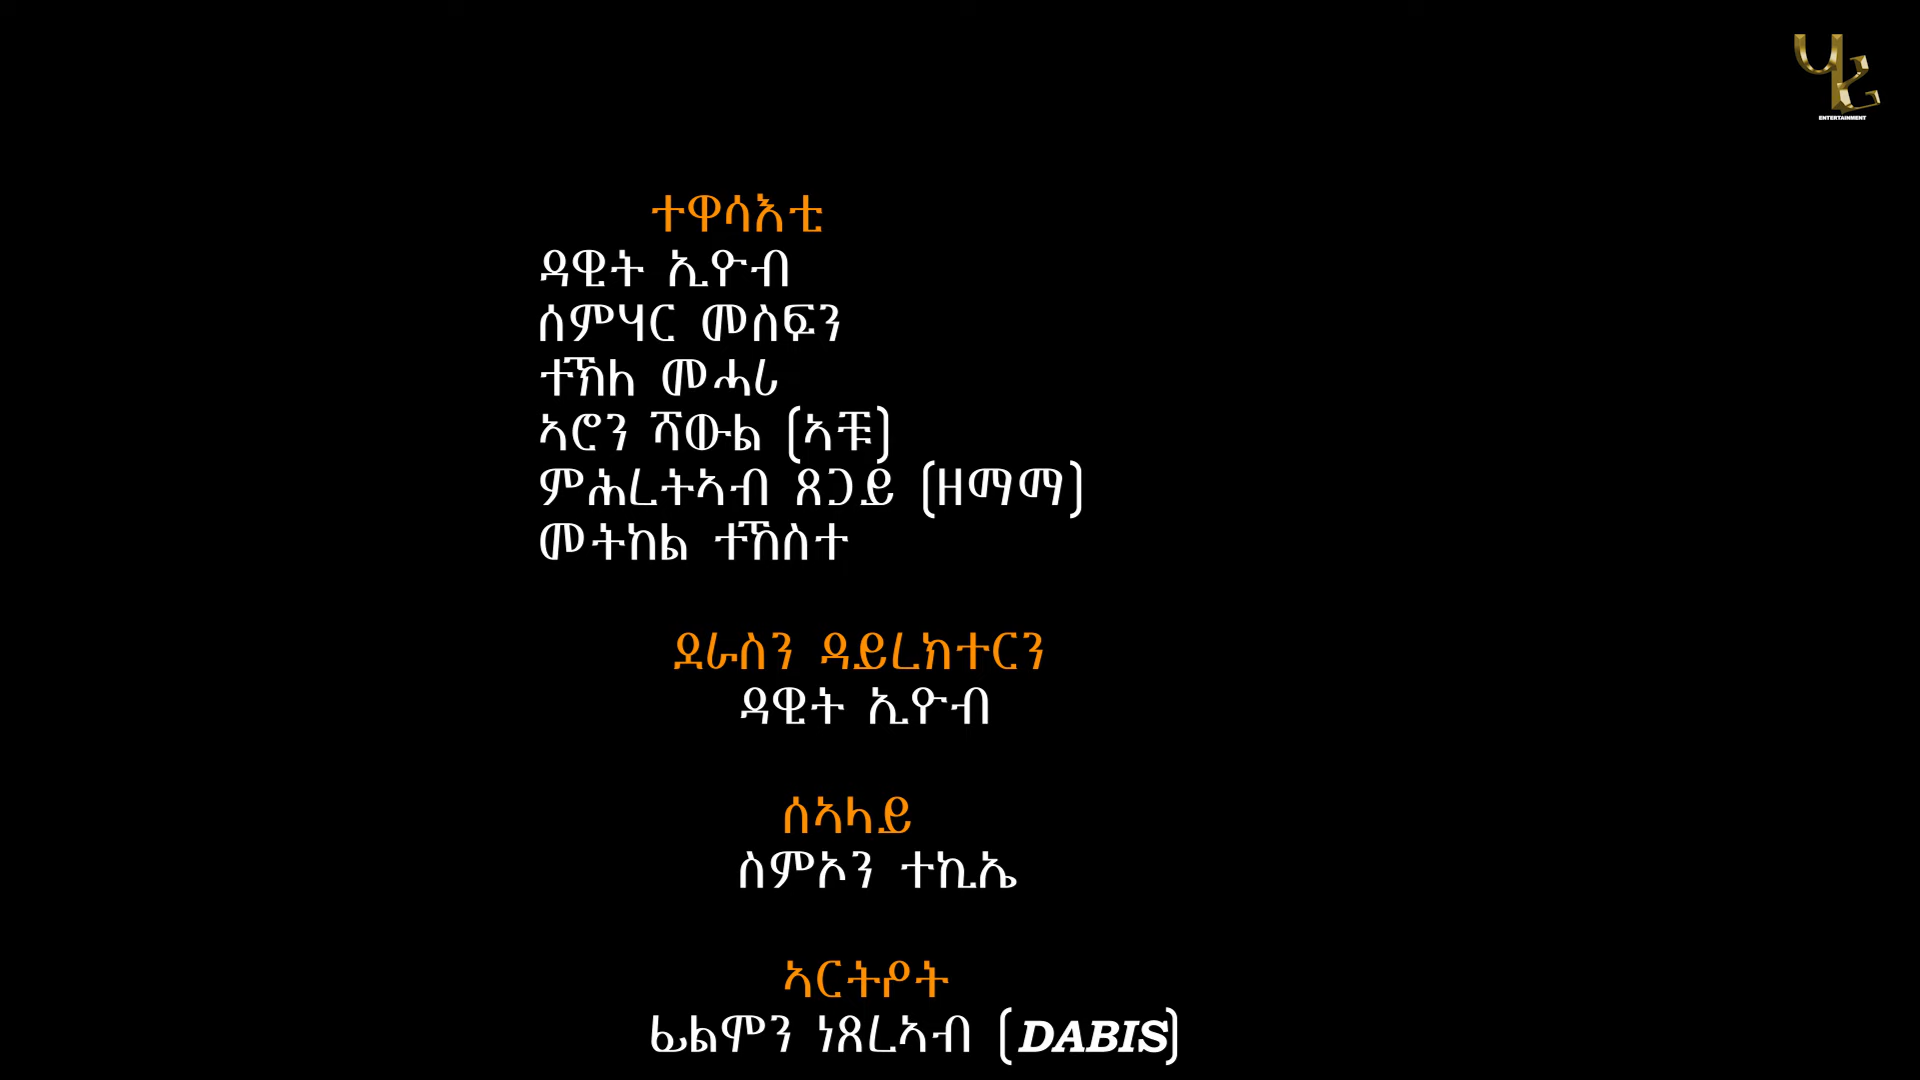 ENTERTAINMENT
ተዋሳእቲ
ዳዊት ኢዮብ
ሰምሃር መስፍን
ተኽለ መሓሪ
ኣሮን ሻውል (ኣቹ)
ምሕረትኣብ ጸጋይ (ዘማማ)
መትከል ተኸስተ
ደራስን ዳይረክተርን
ዳዊት ኢዮብ
ሰኣላይ
ስምኦን ተኪኤ
ኣርትዖት
ፊልሞን ነጸረኣብ (DABIS)